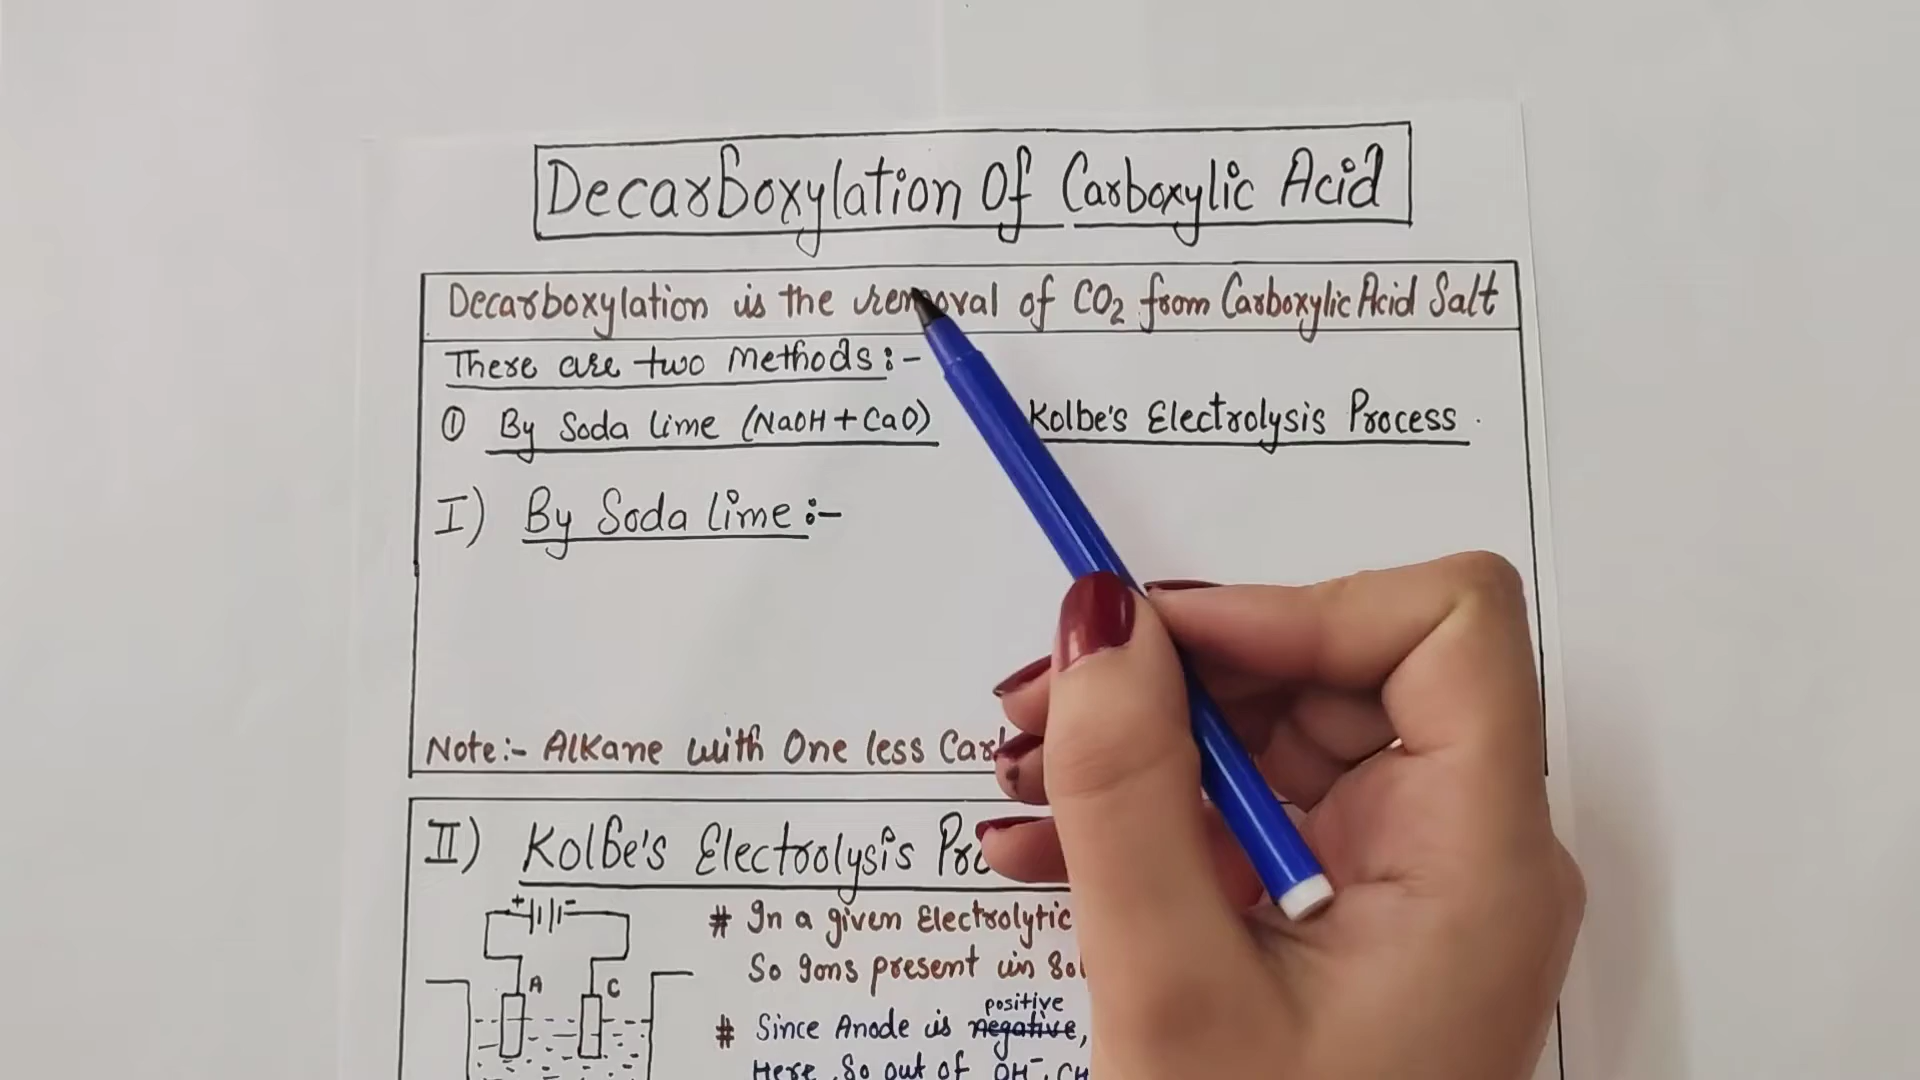 Decarboxylation Of Carboxylic Acid
Decarboxylation is the removal of CO₂ from Carboxylic Acid Salt
There are two Methods:-
① By Soda lime (NaOH + CaO) Kolbe's Electrolysis Process.
I) By Soda lime :-
Note:- Alkane with One less
II) Kolbe's Electrolysis
+ -
A C
# In a given Electrolytic
So Ions present in
# Since Anode is negative,
positive
Here, So out of OH⁻,